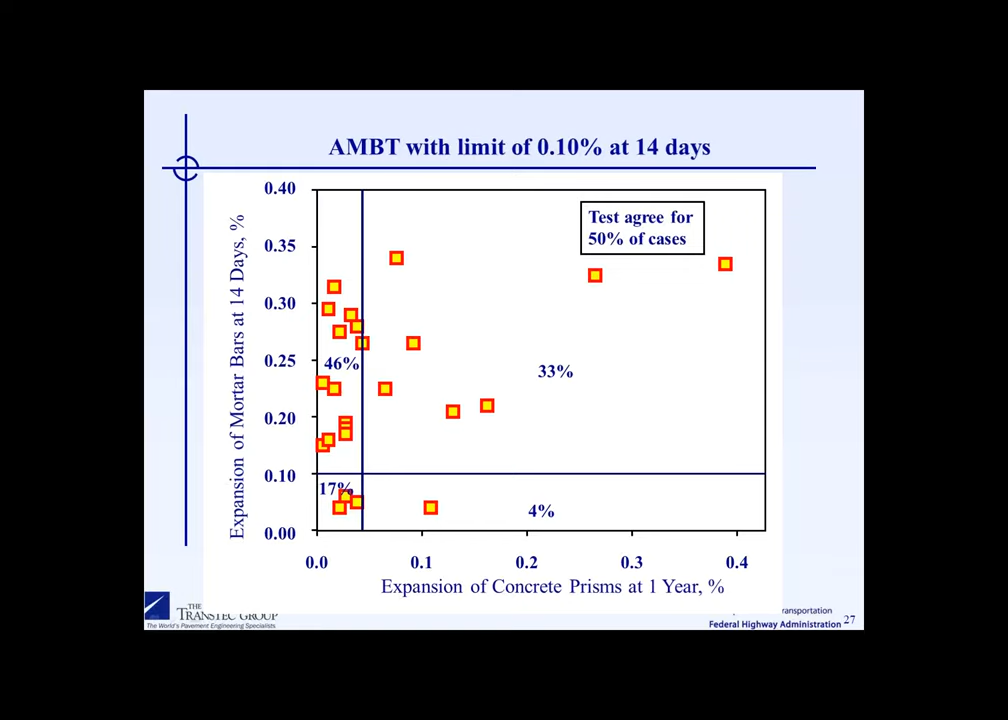 AMBT with limit of 0.10% at 14 days
Expansion of Mortar Bars at 14 Days, %
0.40
0.35
0.30
0.25
0.20
0.10
0.00
Test agree for
50% of cases
46%
33%
17%
4%
0.0 0.1 0.2 0.3 0.4
Expansion of Concrete Prisms at 1 Year, %
THE
TRANSTEC GROUP
The World's Pavement Engineering Specialists
ransportation
Federal Highway Administration
27